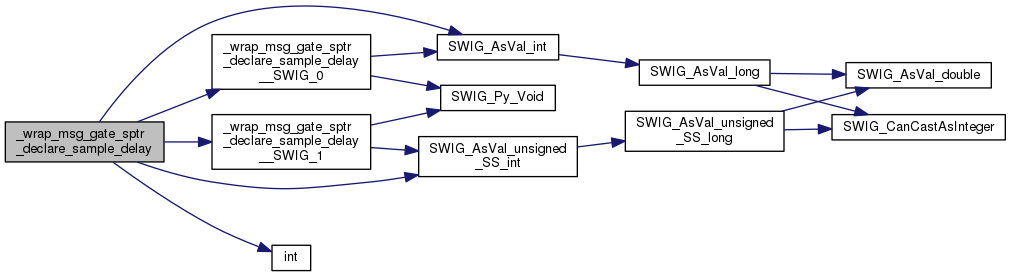 _wrap_msg_gate_sptr
_declare_sample_delay
_wrap_msg_gate_sptr
_declare_sample_delay
__SWIG_0
_wrap_msg_gate_sptr
_declare_sample_delay
__SWIG_1
int
SWIG_AsVal_int
SWIG_Py_Void
SWIG_AsVal_unsigned
_SS_int
SWIG_AsVal_long
SWIG_AsVal_unsigned
_SS_long
SWIG_AsVal_double
SWIG_CanCastAsInteger